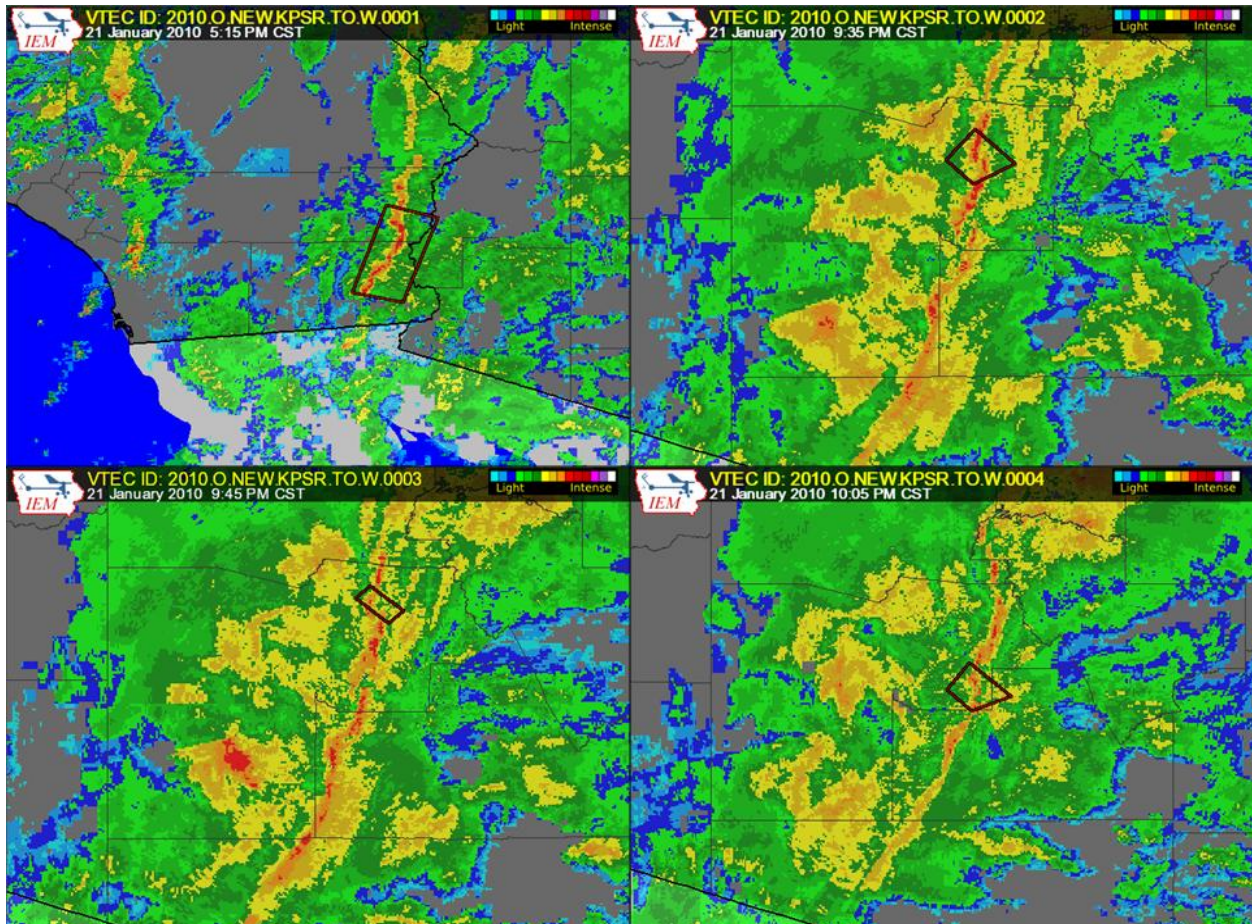 IEM
VTEC ID: 2010.O.NEW.KPSR.TO.W.0001
21 January 2010 5:15 PM CST
Light Intense
IEM
VTEC ID: 2010.O.NEW.KPSR.TO.W.0002
21 January 2010 9:35 PM CST
Light Intense
IEM
VTEC ID: 2010.O.NEW.KPSR.TO.W.0003
21 January 2010 9:45 PM CST
Light Intense
IEM
VTEC ID: 2010.O.NEW.KPSR.TO.W.0004
21 January 2010 10:05 PM CST
Light Intense